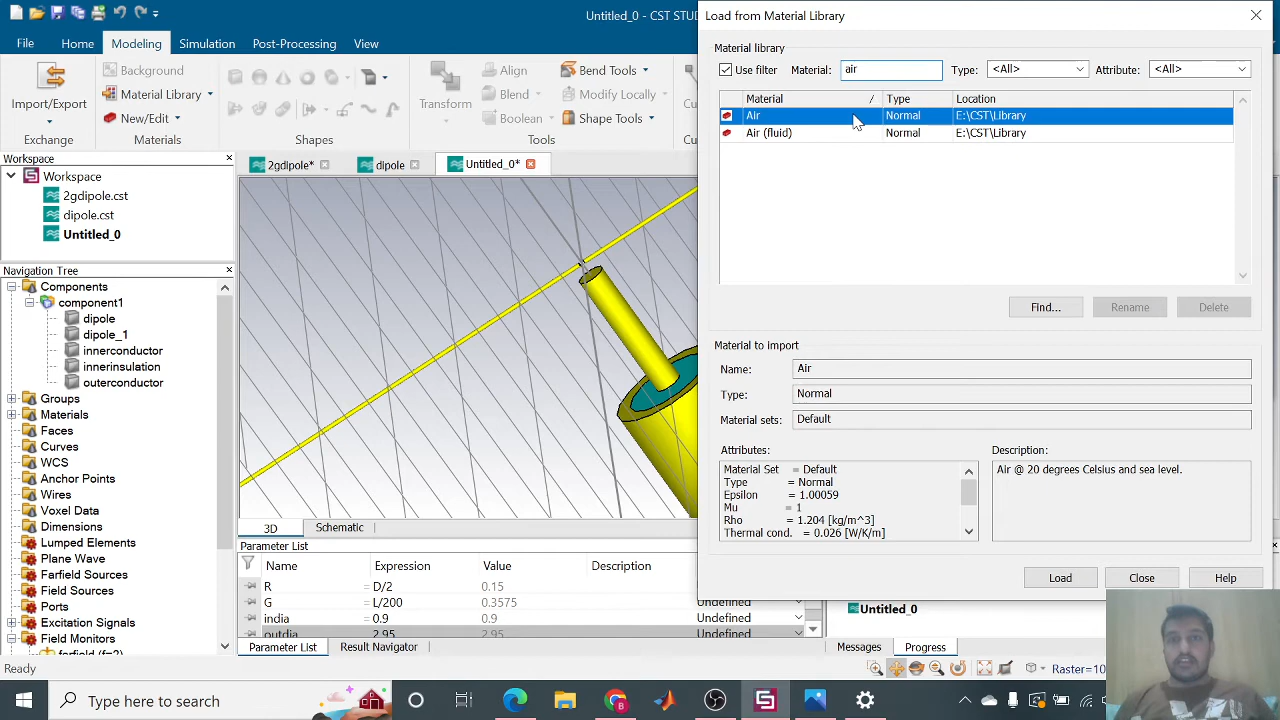 Untitled_0 - CST STUD
File
Home
Modeling
Simulation
Post-Processing
View
Import/Export
Exchange
Background
Material Library
New/Edit
Materials
Shapes
Transform
Align
Blend
Boolean
Bend Tools
Modify Locally
Shape Tools
Tools
Workspace
Workspace
2gdipole.cst
dipole.cst
Untitled_0
Navigation Tree
Components
component1
dipole
dipole_1
innerconductor
innerinsulation
outerconductor
Groups
Materials
Faces
Curves
WCS
Anchor Points
Wires
Voxel Data
Dimensions
Lumped Elements
Plane Wave
Farfield Sources
Field Sources
Ports
Excitation Signals
Field Monitors
2gdipole*
dipole
Untitled_0*
3D
Schematic
Parameter List
Name Expression Value Description
R = D/2 0.15 Undefined
G = L/200 0.3575 Undefined
india = 0.9 0.9 Undefined
outdia = 2.95 2.95 Undefined
Parameter List
Result Navigator
Untitled_0
Messages
Progress
Ready
Raster=10
Load from Material Library
Material library
Use filter
Material: air
Type: <All>
Attribute: <All>
Material / Type Location
Air Normal E:\CST\Library
Air (fluid) Normal E:\CST\Library
Find...
Rename
Delete
Material to import
Name: Air
Type: Normal
Material sets: Default
Attributes:
Material Set = Default
Type = Normal
Epsilon = 1.00059
Mu = 1
Rho = 1.204 [kg/m^3]
Thermal cond. = 0.026 [W/K/m]
Description:
Air @ 20 degrees Celsius and sea level.
Load
Close
Help
Type here to search